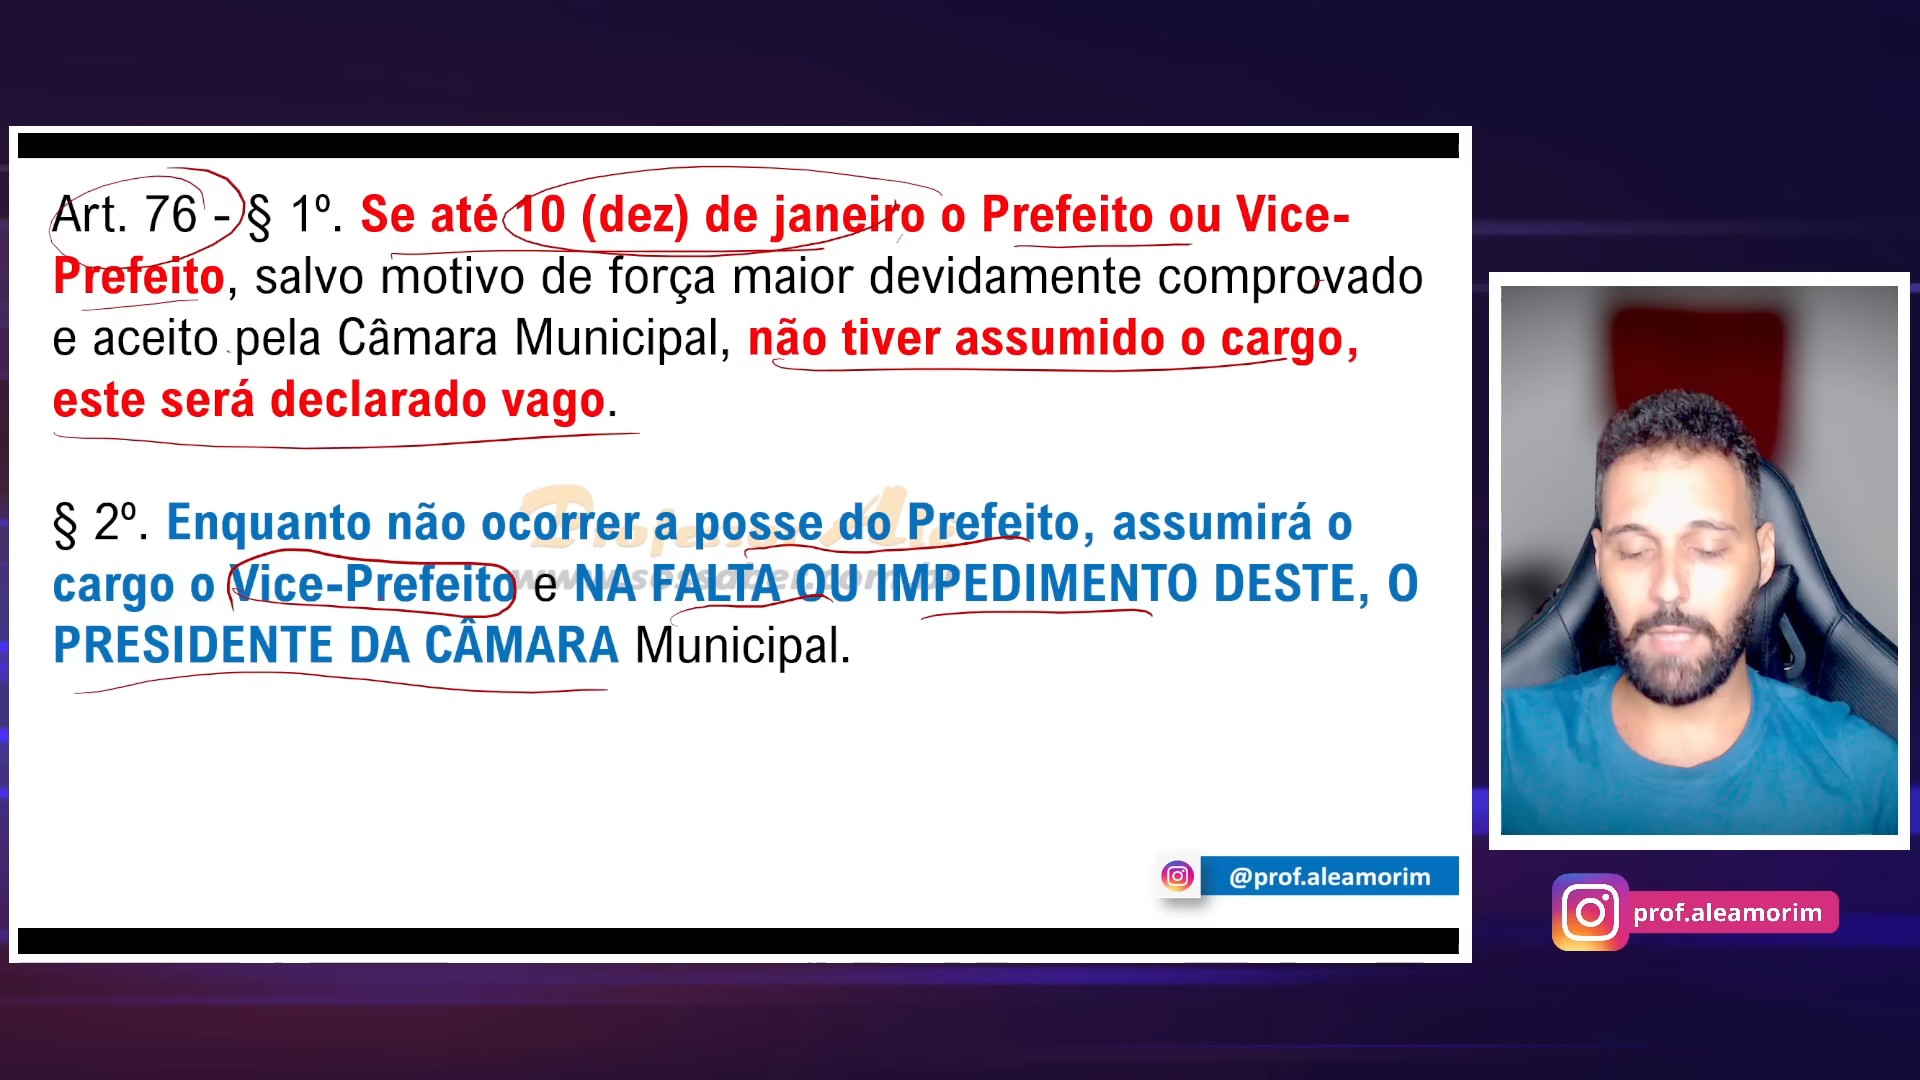 Art. 76 - § 1º. Se até 10 (dez) de janeiro o Prefeito ou Vice-
Prefeito, salvo motivo de força maior devidamente comprovado
e aceito pela Câmara Municipal, não tiver assumido o cargo,
este será declarado vago.
§ 2º. Enquanto não ocorrer a posse do Prefeito, assumirá o
cargo o Vice-Prefeito e NA FALTA OU IMPEDIMENTO DESTE, O
PRESIDENTE DA CÂMARA Municipal.
@prof.aleamorim
prof.aleamorim